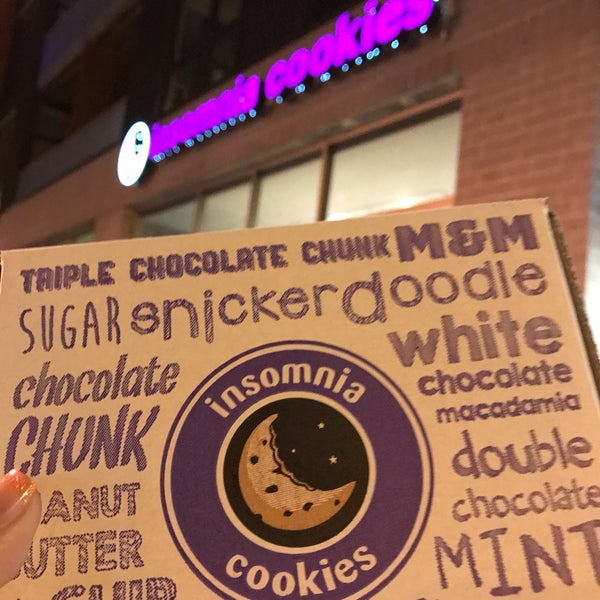 insomnia cookies
TRIPLE CHOCOLATE CHUNK M&M
SUGAR snickerdoodle
chocolate
CHUNK
white
chocolate
macadamia
insomnia
cookies
double
chocolate
MINT